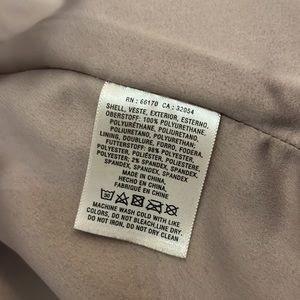 RN : 66170 CA : 32054
SHELL, VESTE, EXTERIOR, ESTERNO,
OBERSTOFF: 100% POLYURETHANE,
POLYURÉTHANE, POLIURETANO,
POLIURETANO, POLYURETHAN;
LINING, DOUBLURE, FORRO, FODERA,
FUTTERSTOFF: 98% POLYESTER,
POLYESTER, POLIÉSTER, POLIESTERE,
POLYESTER; 2% SPANDEX, SPANDEX,
SPANDEX, SPANDEX, SPANDEX
MADE IN CHINA,
HECHO EN CHINA,
FABRIQUÉ EN CHINE
30
MACHINE WASH COLD WITH LIKE
COLORS, DO NOT BLEACH,LINE DRY.
DO NOT IRON, DO NOT DRY CLEAN